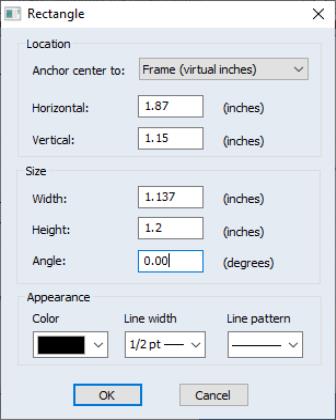 Rectangle
Location
Anchor center to: Frame (virtual inches)
Horizontal: 1.87 (inches)
Vertical: 1.15 (inches)
Size
Width: 1.137 (inches)
Height: 1.2 (inches)
Angle: 0.00 (degrees)
Appearance
Color Line width Line pattern
1/2 pt
OK Cancel